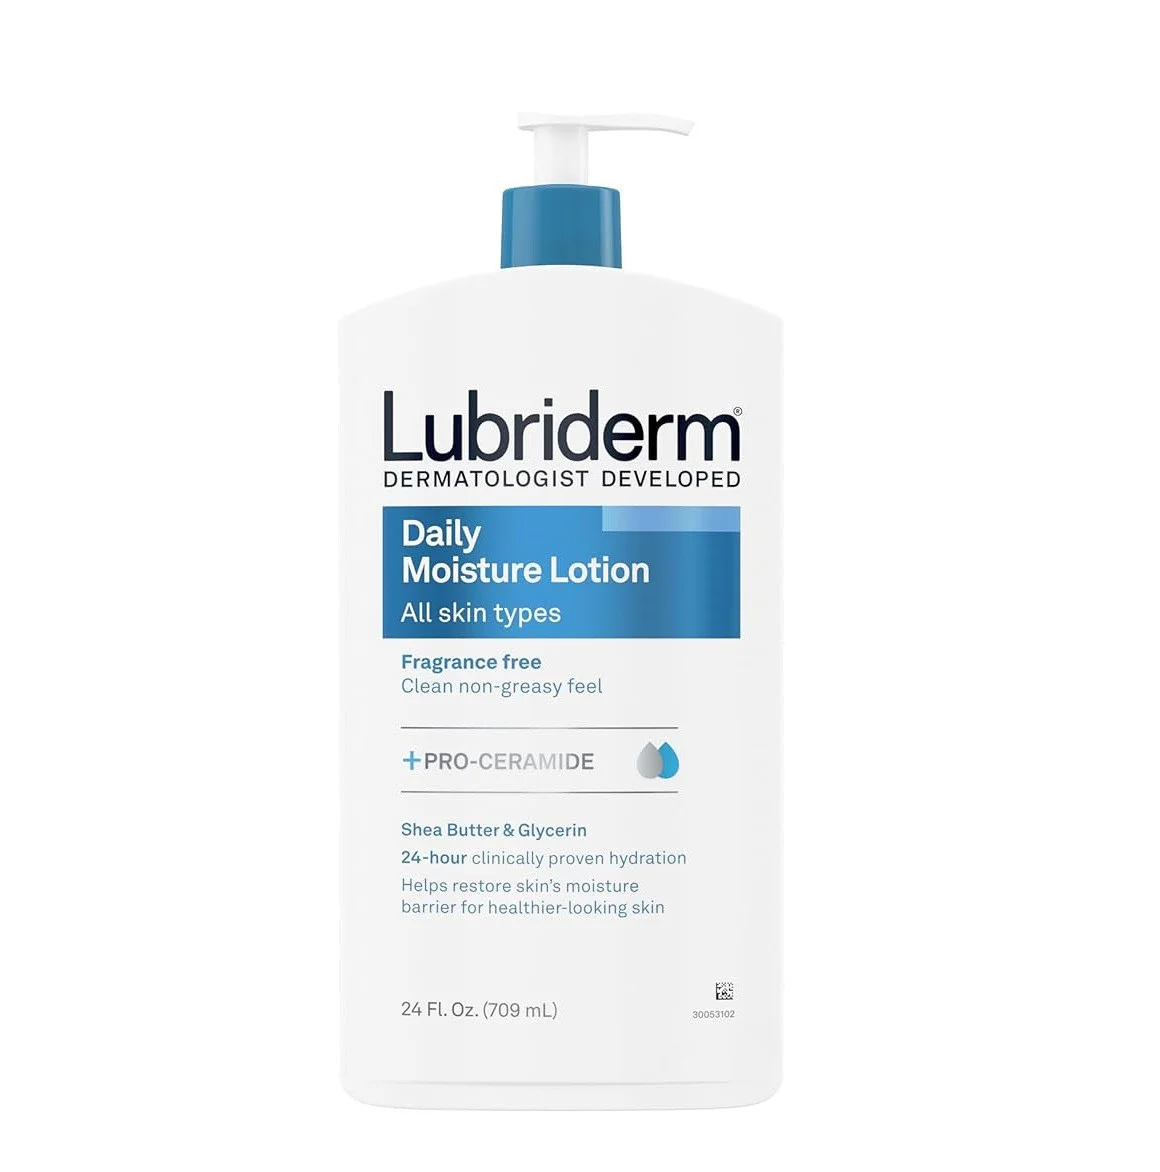 Lubriderm®
DERMATOLOGIST DEVELOPED
Daily
Moisture Lotion
All skin types
Fragrance free
Clean non-greasy feel
+PRO-CERAMIDE
Shea Butter & Glycerin
24-hour clinically proven hydration
Helps restore skin's moisture
barrier for healthier-looking skin
24 Fl. Oz. (709 mL)
30053102